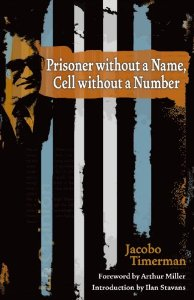 Prisoner without a Name,
Cell without a Number
Jacobo
Timerman
Foreword by Arthur Miller
Introduction by Ilan Stavans